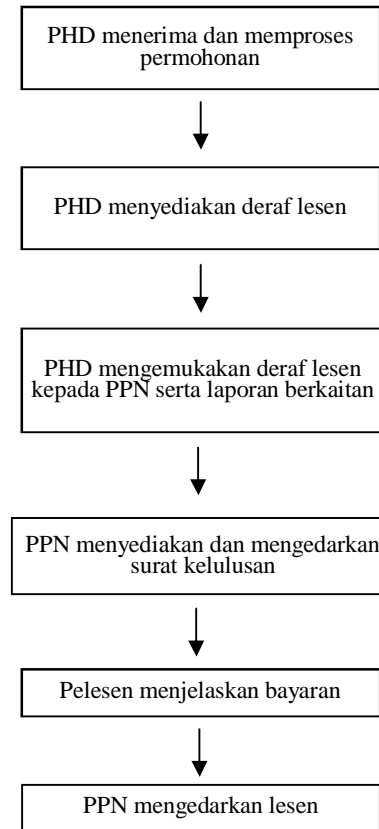 PHD menerima dan memproses
permohonan
PHD menyediakan deraf lesen
PHD mengemukakan deraf lesen
kepada PPN serta laporan berkaitan
PPN menyediakan dan mengedarkan
surat kelulusan
Pelesen menjelaskan bayaran
PPN mengedarkan lesen